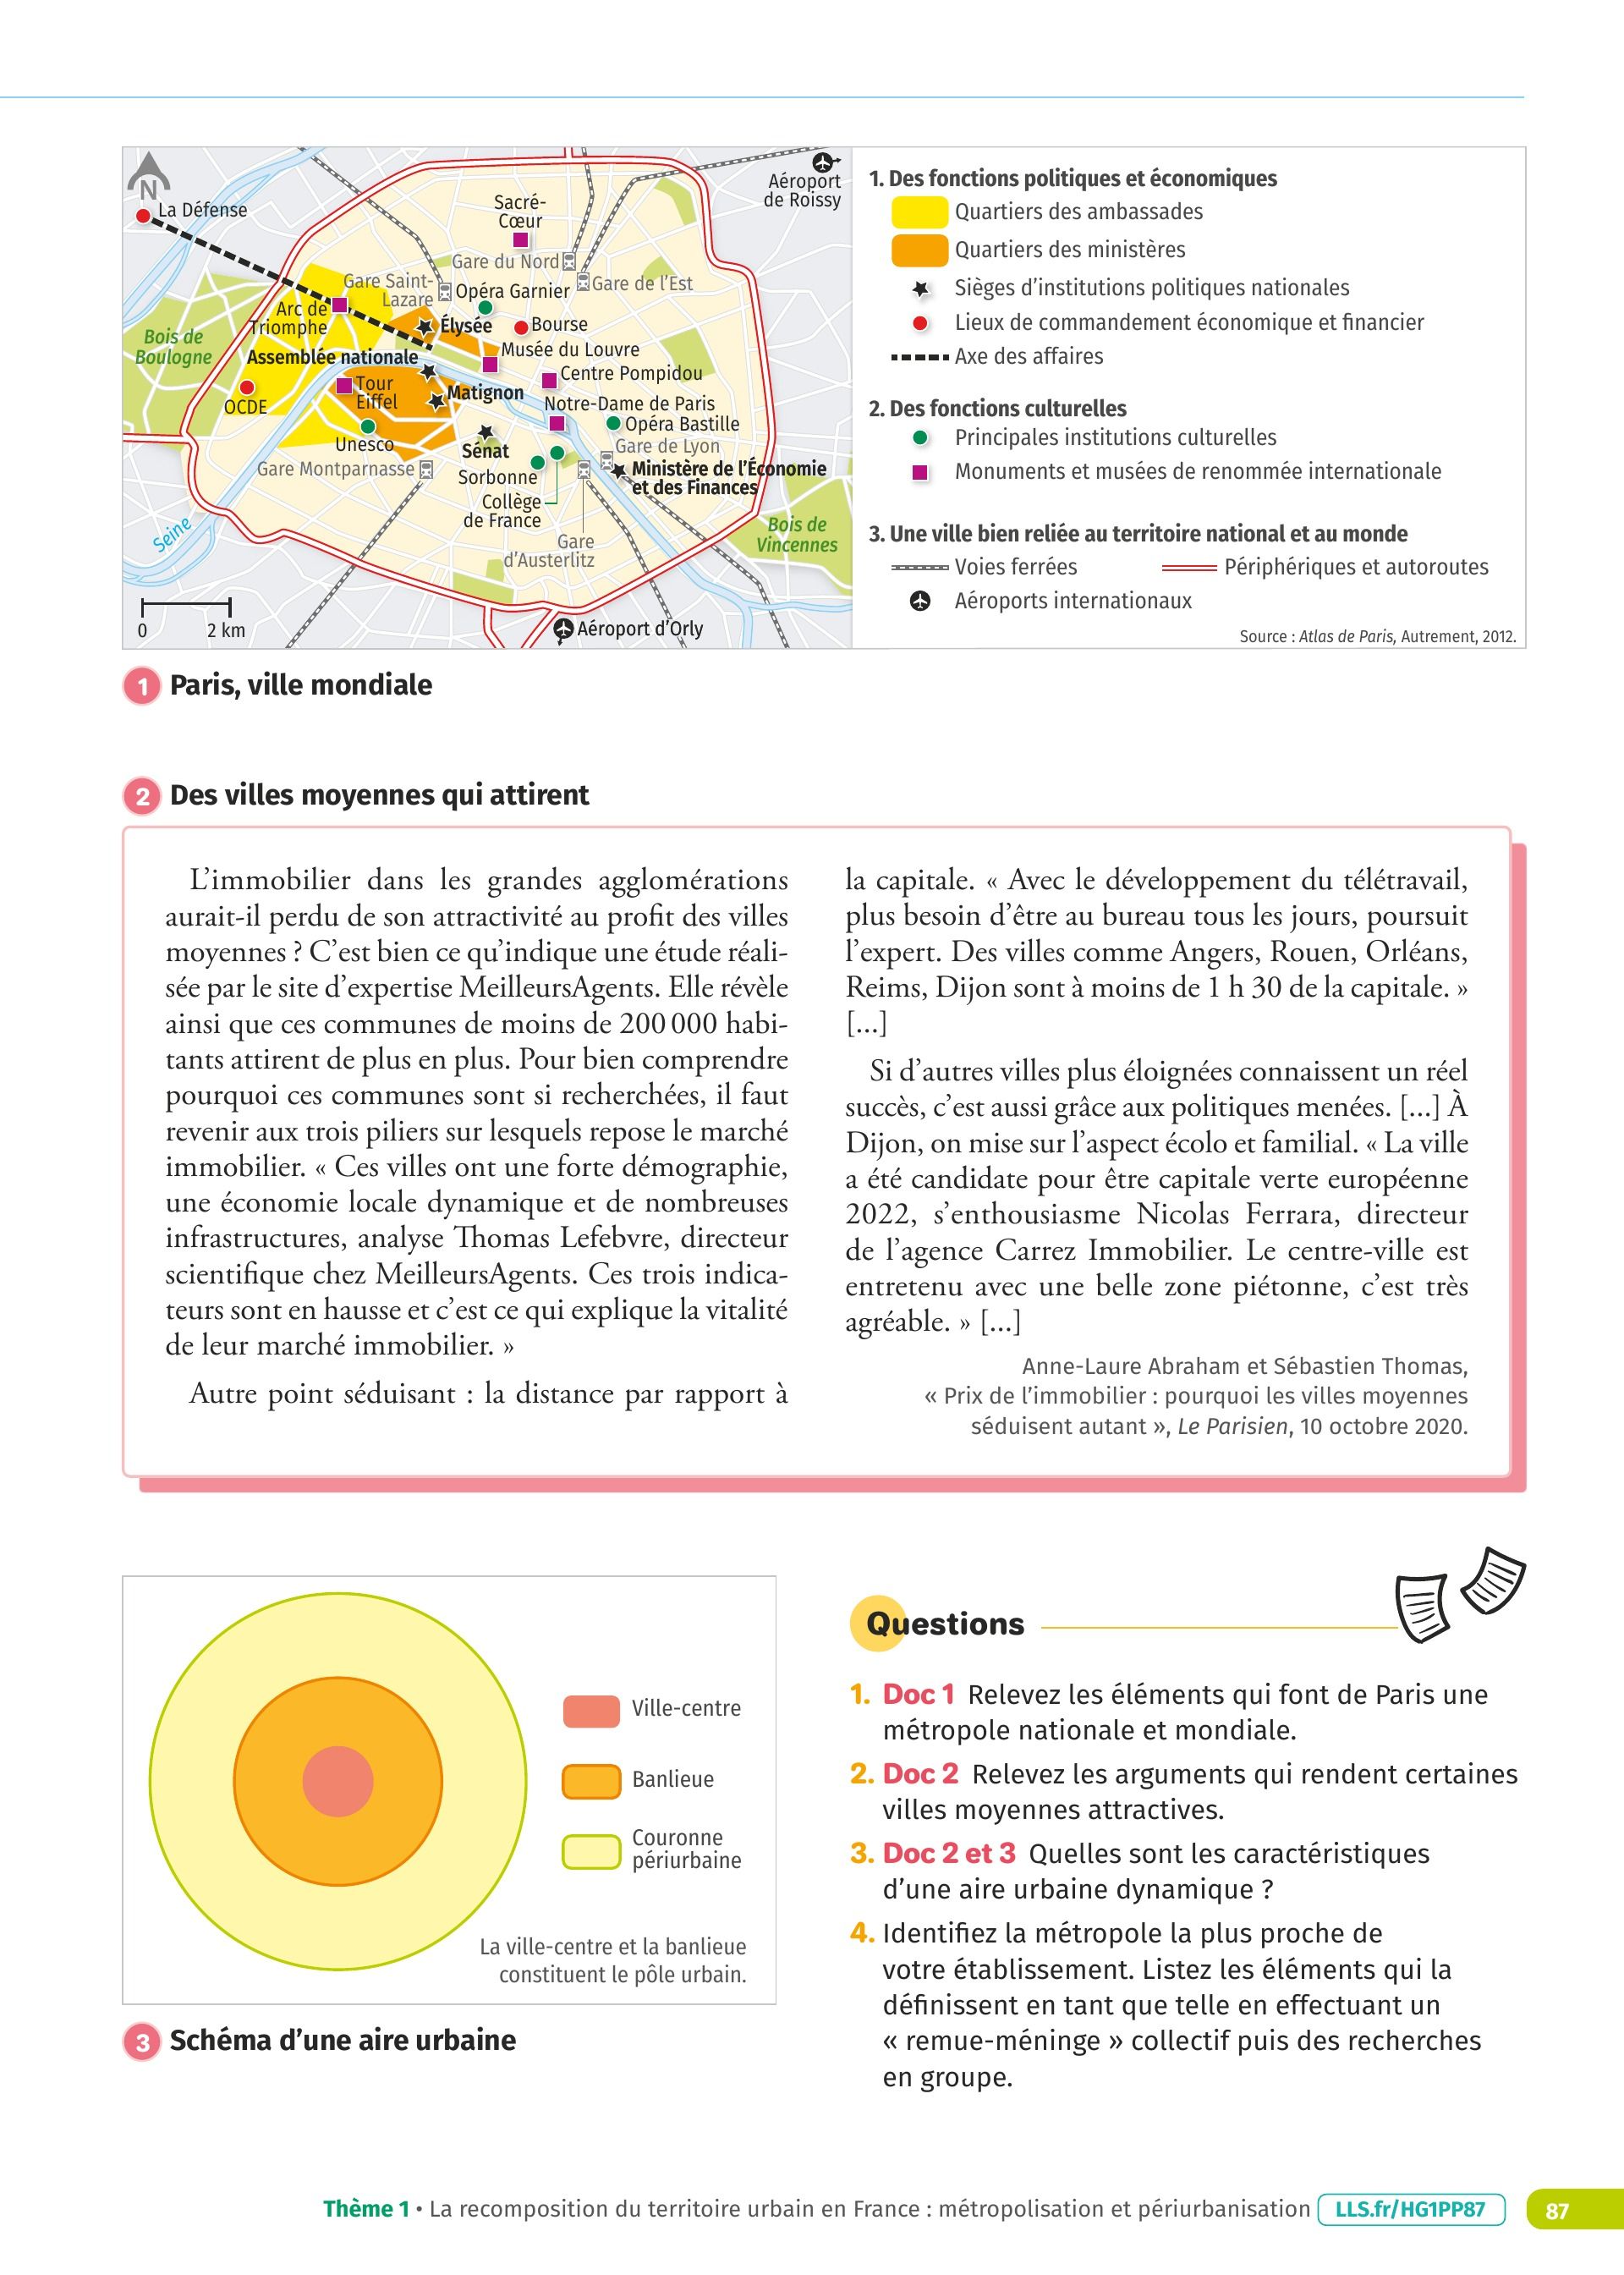 N
La Défense
Aéroport
de Roissy
Sacré-
Cœur
Gare du Nord
Gare de l'Est
Gare Saint-
Lazare
Opéra Garnier
Arc de
Triomphe
Élysée
Bourse
Bois de
Boulogne
Assemblée nationale
Musée du Louvre
Centre Pompidou
Tour
Eiffel
Matignon
OCDE
Notre-Dame de Paris
Opéra Bastille
Unesco
Sénat
Gare de Lyon
Gare Montparnasse
Sorbonne
Ministère de l'Économie
et des Finances
Collège
de France
Seine
Gare
d'Austerlitz
Bois de
Vincennes
0 2 km
Aéroport d'Orly
1. Des fonctions politiques et économiques
Quartiers des ambassades
Quartiers des ministères
Sièges d'institutions politiques nationales
Lieux de commandement économique et financier
Axe des affaires
2. Des fonctions culturelles
Principales institutions culturelles
Monuments et musées de renommée internationale
3. Une ville bien reliée au territoire national et au monde
Voies ferrées Périphériques et autoroutes
Aéroports internationaux
Source : Atlas de Paris, Autrement, 2012.
1 Paris, ville mondiale
2 Des villes moyennes qui attirent
L'immobilier dans les grandes agglomérations
aurait-il perdu de son attractivité au profit des villes
moyennes ? C'est bien ce qu'indique une étude réali-
sée par le site d'expertise MeilleursAgents. Elle révèle
ainsi que ces communes de moins de 200 000 habi-
tants attirent de plus en plus. Pour bien comprendre
pourquoi ces communes sont si recherchées, il faut
revenir aux trois piliers sur lesquels repose le marché
immobilier. « Ces villes ont une forte démographie,
une économie locale dynamique et de nombreuses
infrastructures, analyse Thomas Lefebvre, directeur
scientifique chez MeilleursAgents. Ces trois indica-
teurs sont en hausse et c'est ce qui explique la vitalité
de leur marché immobilier. »
Autre point séduisant : la distance par rapport à
la capitale. « Avec le développement du télétravail,
plus besoin d'être au bureau tous les jours, poursuit
l'expert. Des villes comme Angers, Rouen, Orléans,
Reims, Dijon sont à moins de 1 h 30 de la capitale. »
[...]
Si d'autres villes plus éloignées connaissent un réel
succès, c'est aussi grâce aux politiques menées. [...] À
Dijon, on mise sur l'aspect écolo et familial. « La ville
a été candidate pour être capitale verte européenne
2022, s'enthousiasme Nicolas Ferrara, directeur
de l'agence Carrez Immobilier. Le centre-ville est
entretenu avec une belle zone piétonne, c'est très
agréable. » [...]
Anne-Laure Abraham et Sébastien Thomas,
« Prix de l'immobilier : pourquoi les villes moyennes
séduisent autant », Le Parisien, 10 octobre 2020.
Ville-centre
Banlieue
Couronne
périurbaine
La ville-centre et la banlieue
constituent le pôle urbain.
3 Schéma d'une aire urbaine
Questions
1. Doc 1 Relevez les éléments qui font de Paris une
métropole nationale et mondiale.
2. Doc 2 Relevez les arguments qui rendent certaines
villes moyennes attractives.
3. Doc 2 et 3 Quelles sont les caractéristiques
d'une aire urbaine dynamique ?
4. Identifiez la métropole la plus proche de
votre établissement. Listez les éléments qui la
définissent en tant que telle en effectuant un
« remue-méninge » collectif puis des recherches
en groupe.
Thème 1 • La recomposition du territoire urbain en France : métropolisation et périurbanisation LLS.fr/HG1PP87 87